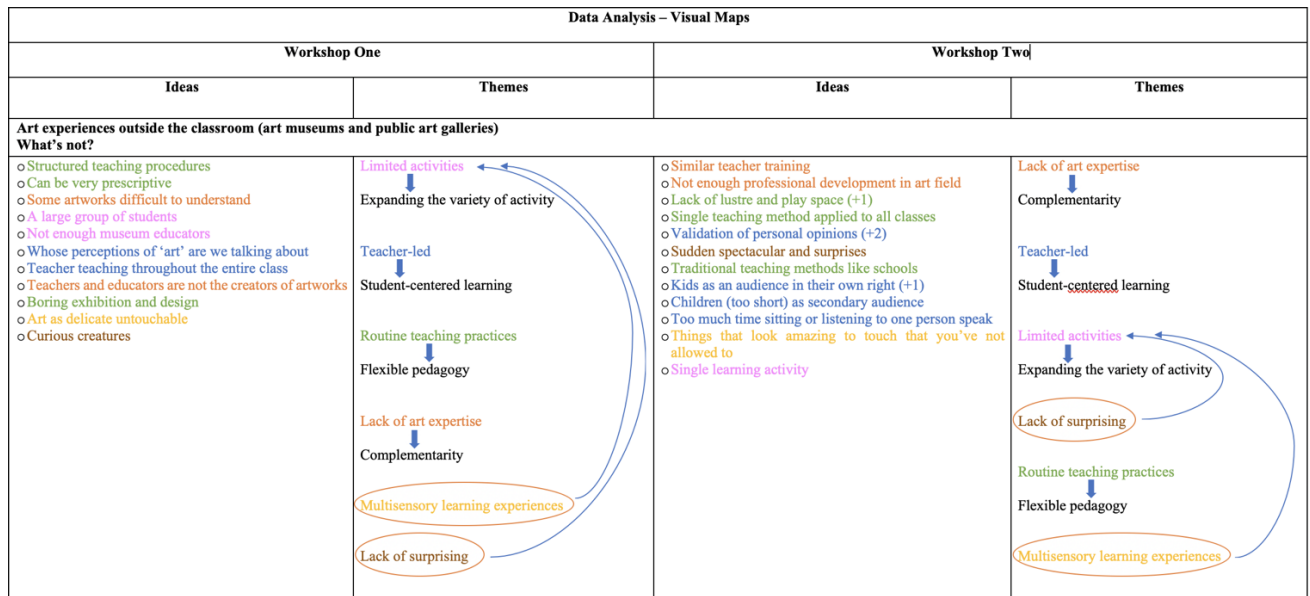 Data Analysis – Visual Maps
Workshop One
Workshop Two
Ideas
Themes
Ideas
Themes
Art experiences outside the classroom (art museums and public art galleries)
What's not?
Structured teaching procedures
Can be very prescriptive
Some artworks difficult to understand
A large group of students
Not enough museum educators
Whose perceptions of 'art' are we talking about
Teacher teaching throughout the entire class
Teachers and educators are not the creators of artworks
Boring exhibition and design
Art as delicate untouchable
Curious creatures
Limited activities
Expanding the variety of activity
Teacher-led
Student-centered learning
Routine teaching practices
Flexible pedagogy
Lack of art expertise
Complementarity
Multisensory learning experiences
Lack of surprising
Similar teacher training
Not enough professional development in art field
Lack of lustre and play space (+1)
Single teaching method applied to all classes
Validation of personal opinions (+2)
Sudden spectacular and surprises
Traditional teaching methods like schools
Kids as an audience in their own right (+1)
Children (too short) as secondary audience
Too much time sitting or listening to one person speak
Things that look amazing to touch that you've not
allowed to
Single learning activity
Lack of art expertise
Complementarity
Teacher-led
Student-centered learning
Limited activities
Expanding the variety of activity
Lack of surprising
Routine teaching practices
Flexible pedagogy
Multisensory learning experiences